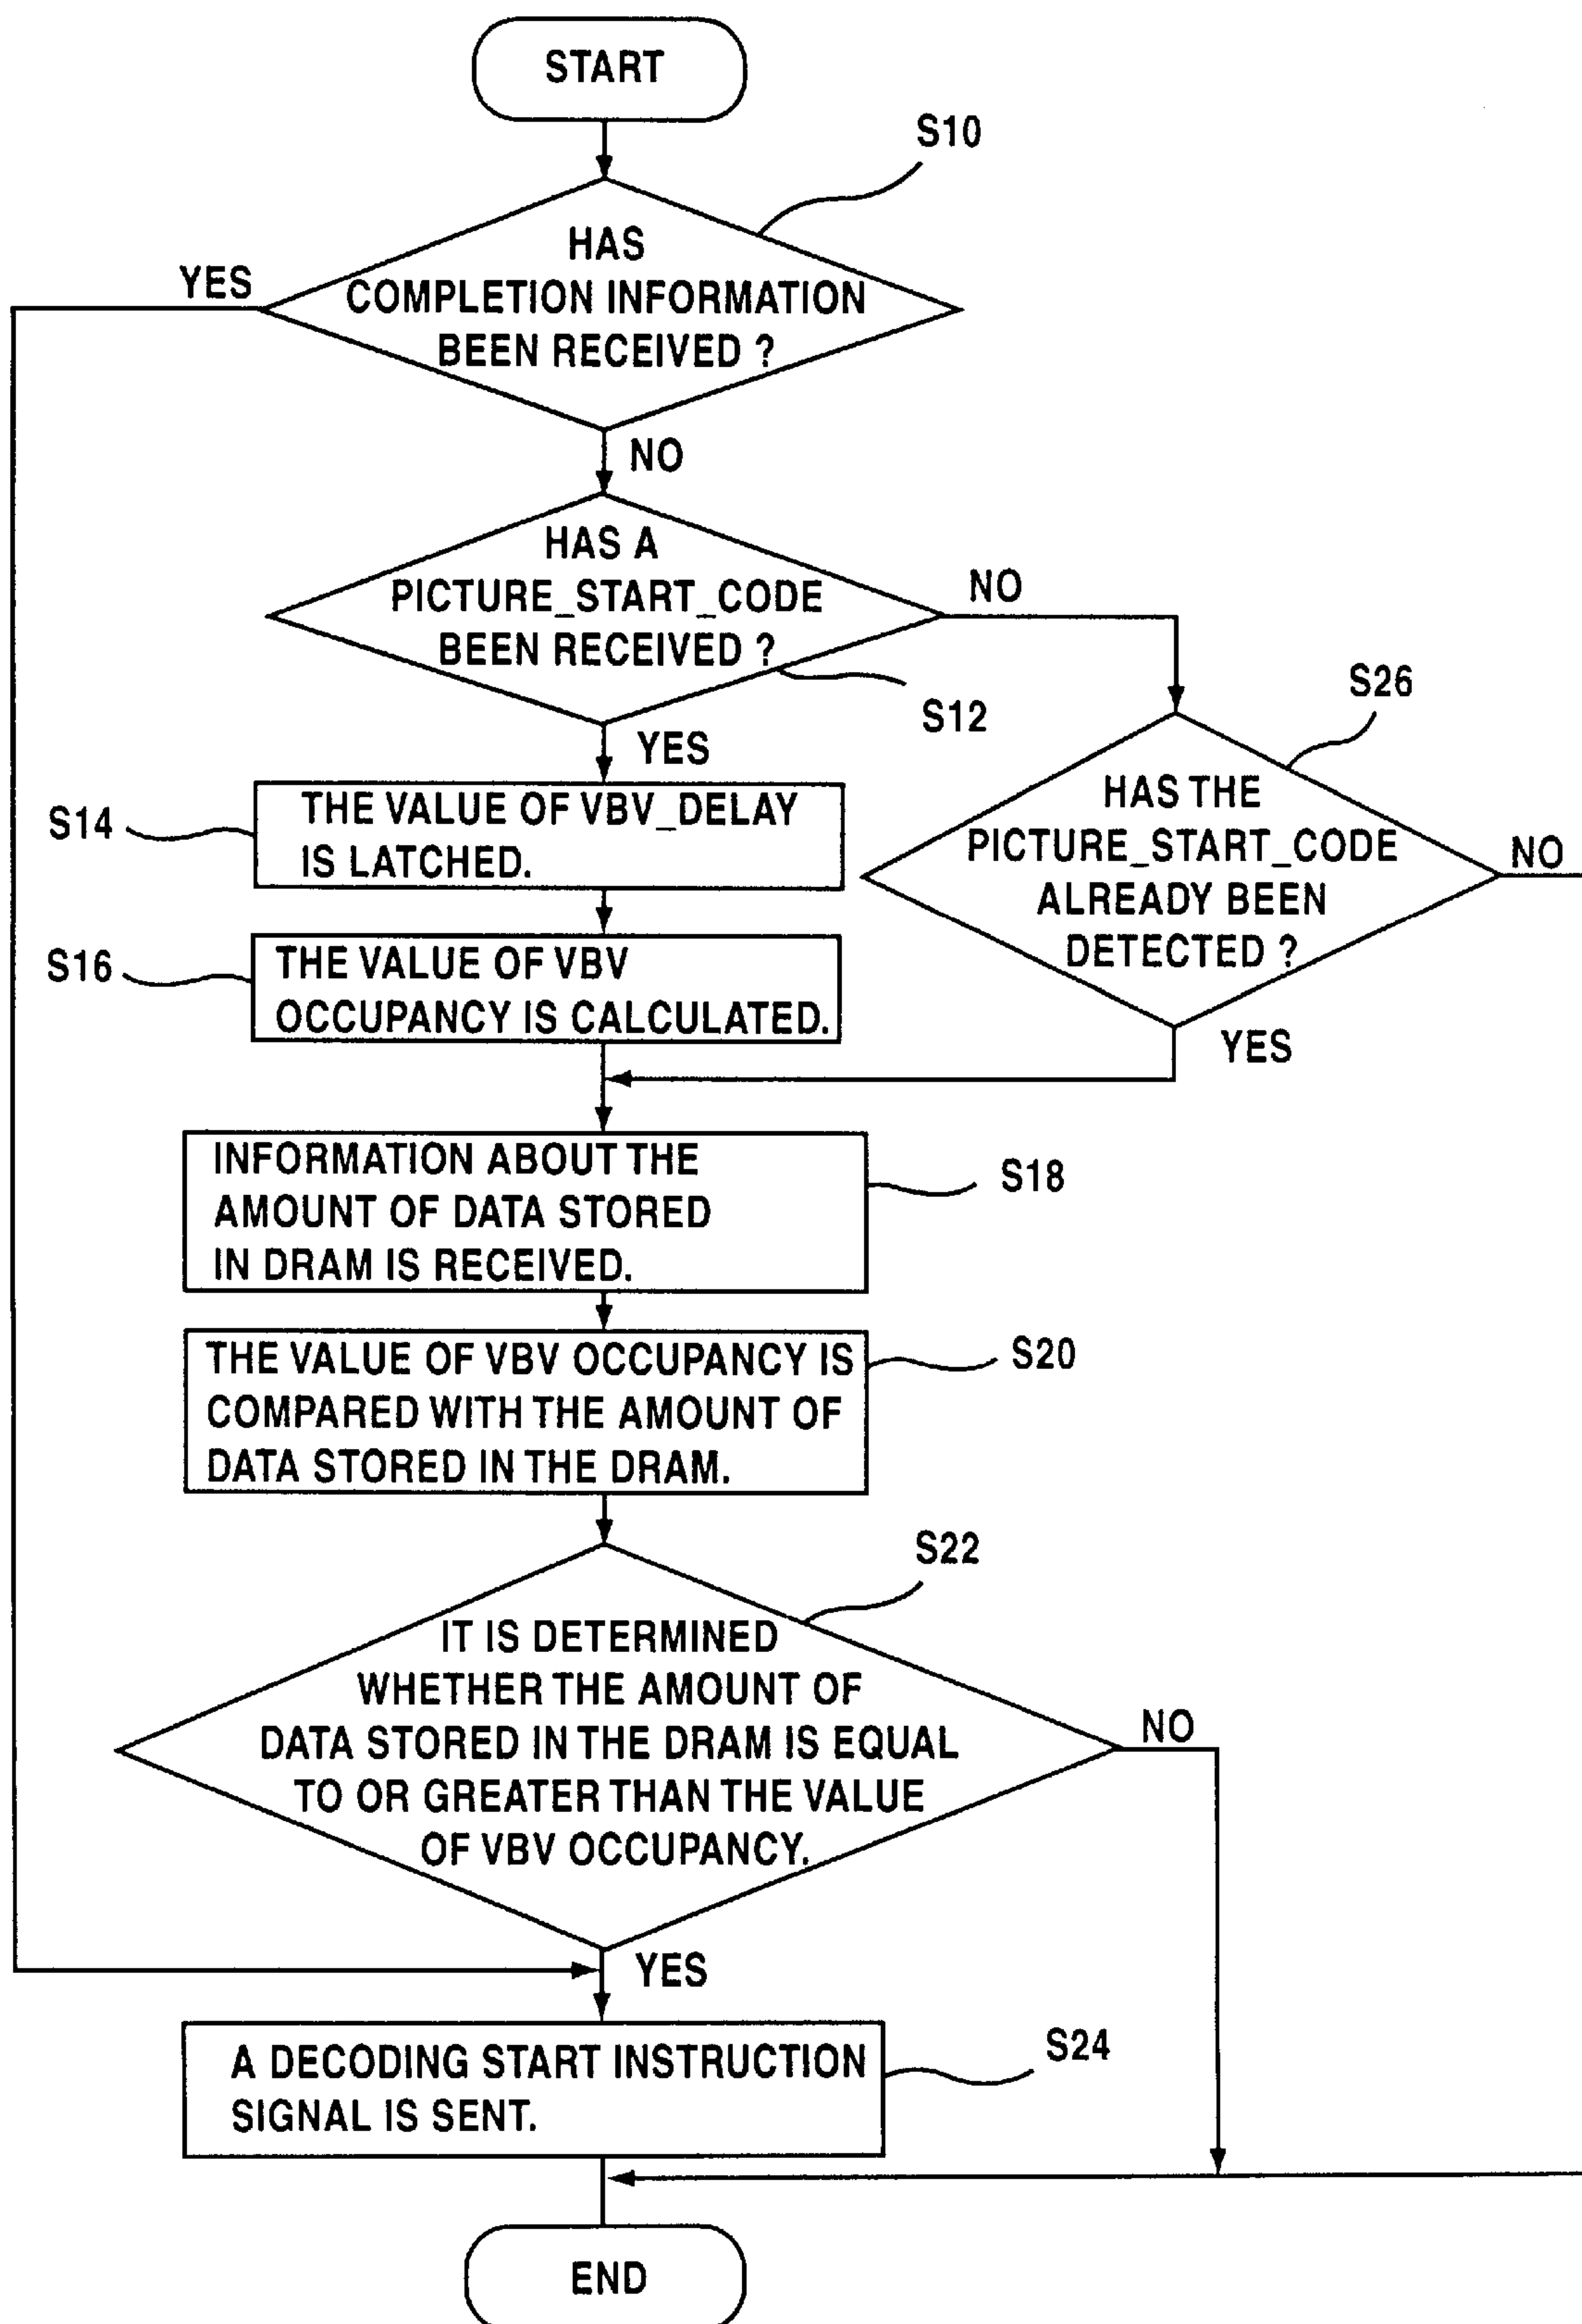 START
S10
HAS
COMPLETION INFORMATION
BEEN RECEIVED ?
YES
NO
HAS A
PICTURE_START_CODE
BEEN RECEIVED ?
NO
S12
YES
S26
HAS THE
PICTURE_START_CODE
ALREADY BEEN
DETECTED ?
NO
YES
S14
THE VALUE OF VBV_DELAY
IS LATCHED.
S16
THE VALUE OF VBV
OCCUPANCY IS CALCULATED.
INFORMATION ABOUT THE
AMOUNT OF DATA STORED
IN DRAM IS RECEIVED.
S18
THE VALUE OF VBV OCCUPANCY IS
COMPARED WITH THE AMOUNT OF
DATA STORED IN THE DRAM.
S20
S22
IT IS DETERMINED
WHETHER THE AMOUNT OF
DATA STORED IN THE DRAM IS EQUAL
TO OR GREATER THAN THE VALUE
OF VBV OCCUPANCY.
NO
YES
A DECODING START INSTRUCTION
SIGNAL IS SENT.
S24
END